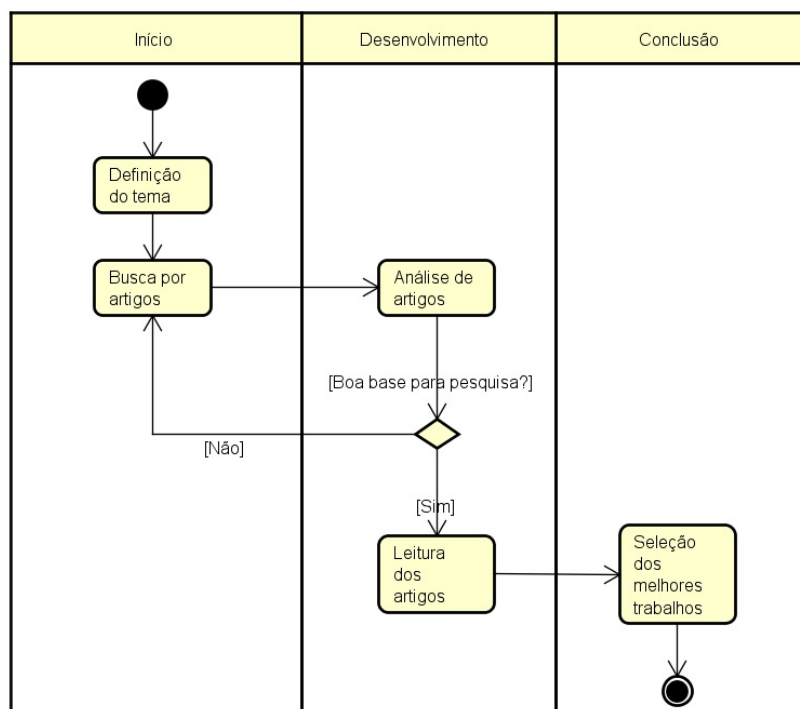 Início
Desenvolvimento
Conclusão
Definição
do tema
Busca por
artigos
Análise de
artigos
[Boa base para pesquisa?]
[Não]
[Sim]
Leitura
dos
artigos
Seleção
dos
melhores
trabalhos